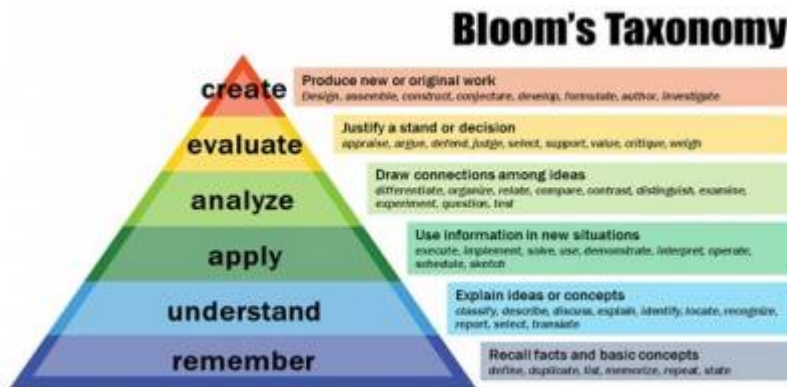 Bloom's Taxonomy
create
Produce new or original work
Design, assemble, construct, conjecture, develop, formulate, author, investigate
evaluate
Justify a stand or decision
appraise, argue, defend, judge, select, support, value, critique, weigh
analyze
Draw connections among ideas
differentiate, organize, relate, compare, contrast, distinguish, examine,
experiment, question, test
apply
Use information in new situations
execute, implement, solve, use, demonstrate, interpret, operate,
schedule, sketch
understand
Explain ideas or concepts
classify, describe, discuss, explain, identify, locate, recognize,
report, select, translate
remember
Recall facts and basic concepts
define, duplicate, list, memorize, repeat, state